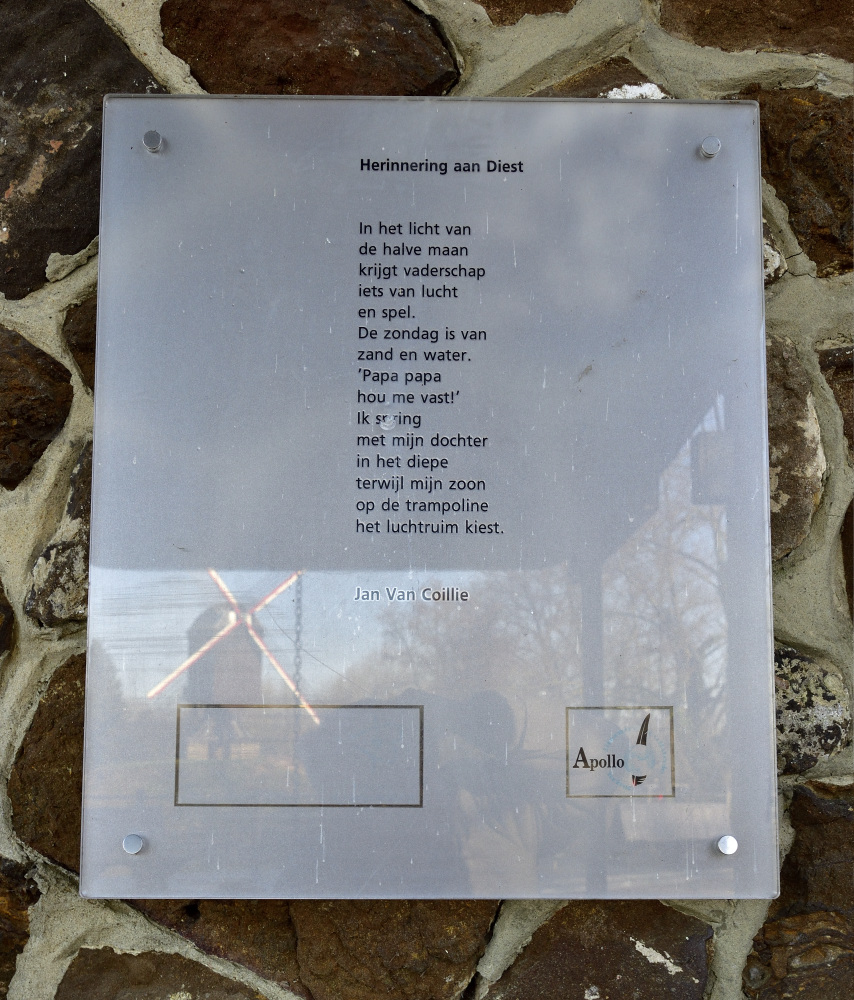 Herinnering aan Diest
In het licht van
de halve maan
krijgt vaderschap
iets van lucht
en spel.
De zondag is van
zand en water.
'Papa papa
hou me vast!'
Ik spring
met mijn dochter
in het diepe
terwijl mijn zoon
op de trampoline
het luchtruim kiest.
Jan Van Coillie
Apollo